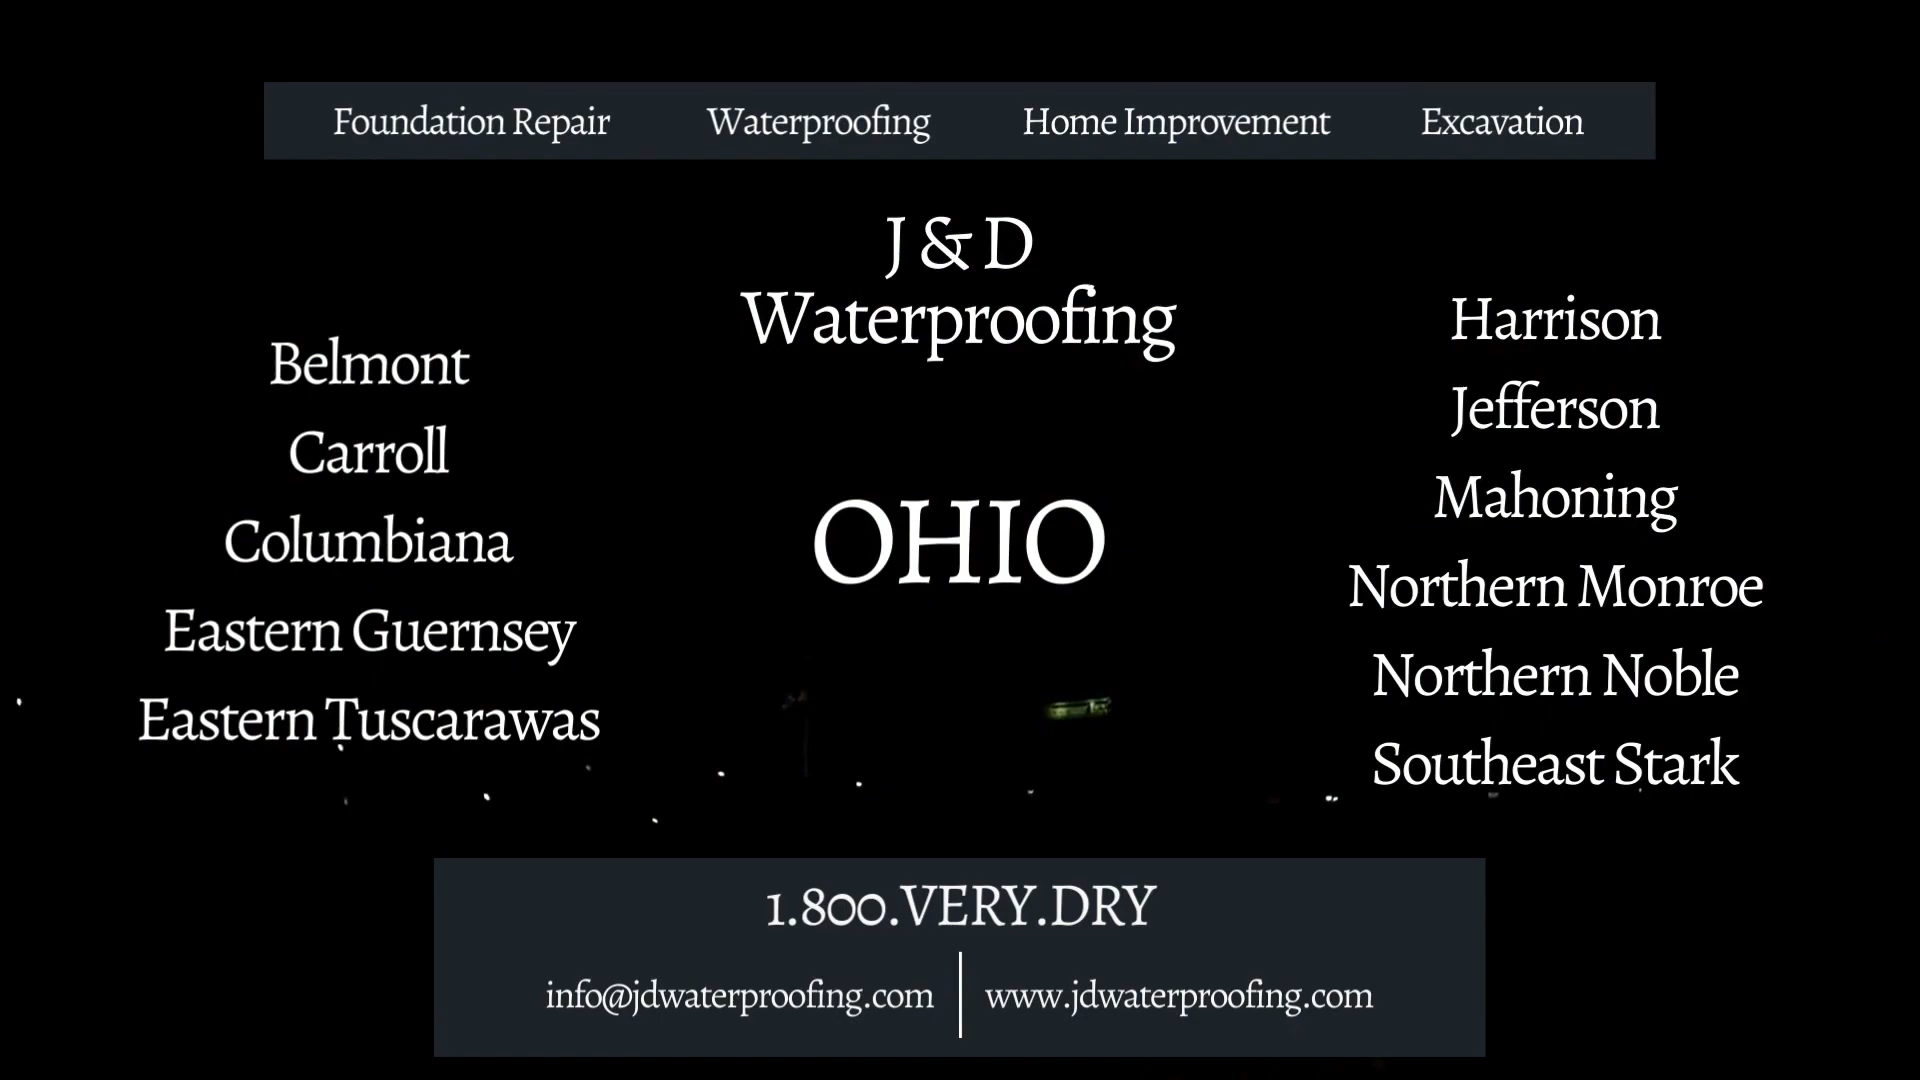 Foundation Repair Waterproofing Home Improvement Excavation
J & D
Waterproofing
OHIO
Belmont
Carroll
Columbiana
Eastern Guernsey
Eastern Tuscarawas
Harrison
Jefferson
Mahoning
Northern Monroe
Northern Noble
Southeast Stark
1.800.VERY.DRY
info@jdwaterproofing.com
www.jdwaterproofing.com